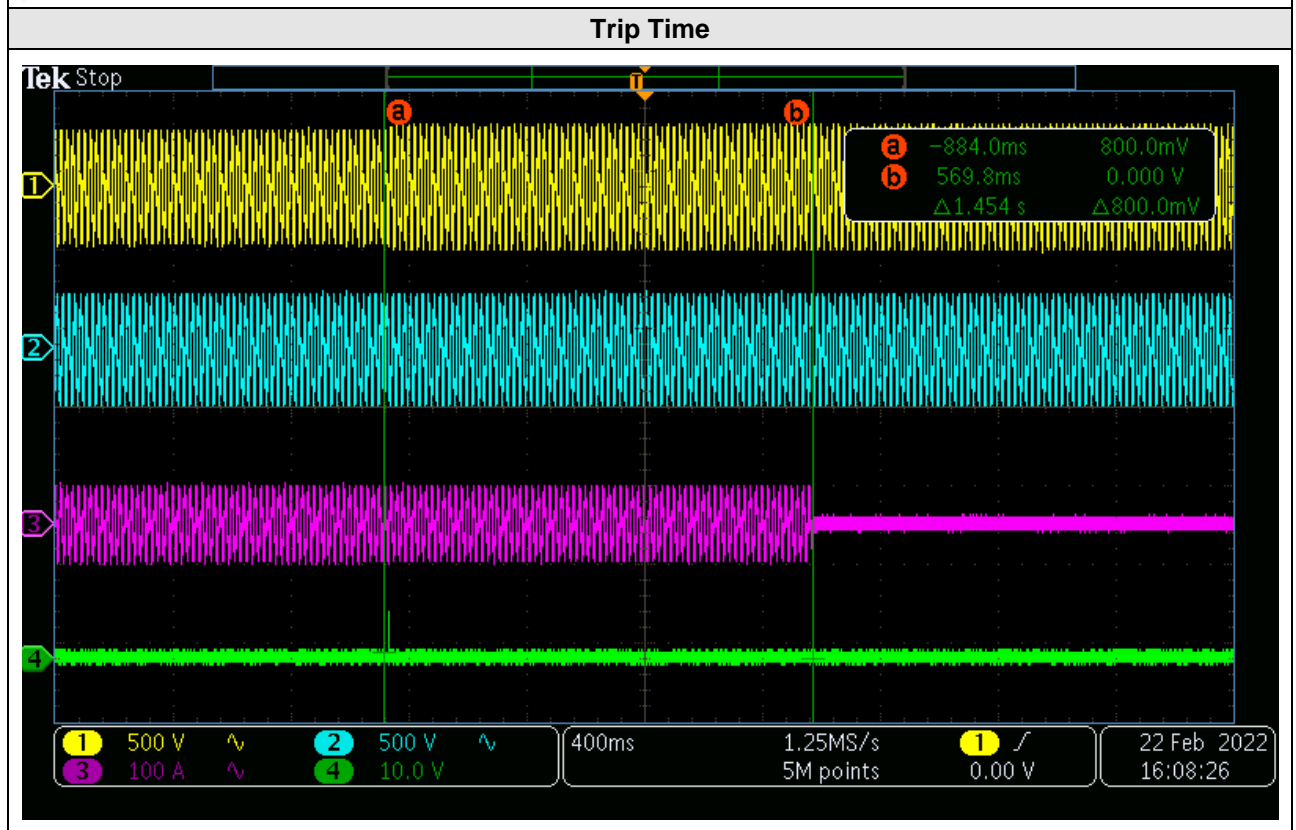 Trip Time
Tek Stop
T
a b
a -884.0ms 800.0mV
b 569.8ms 0.000 V
△1.454 s △800.0mV
1
2
3
4
1 500 V 2 500 V 400ms 1.25MS/s 1 22 Feb 2022
3 100 A 4 10.0 V 5M points 0.00 V 16:08:26